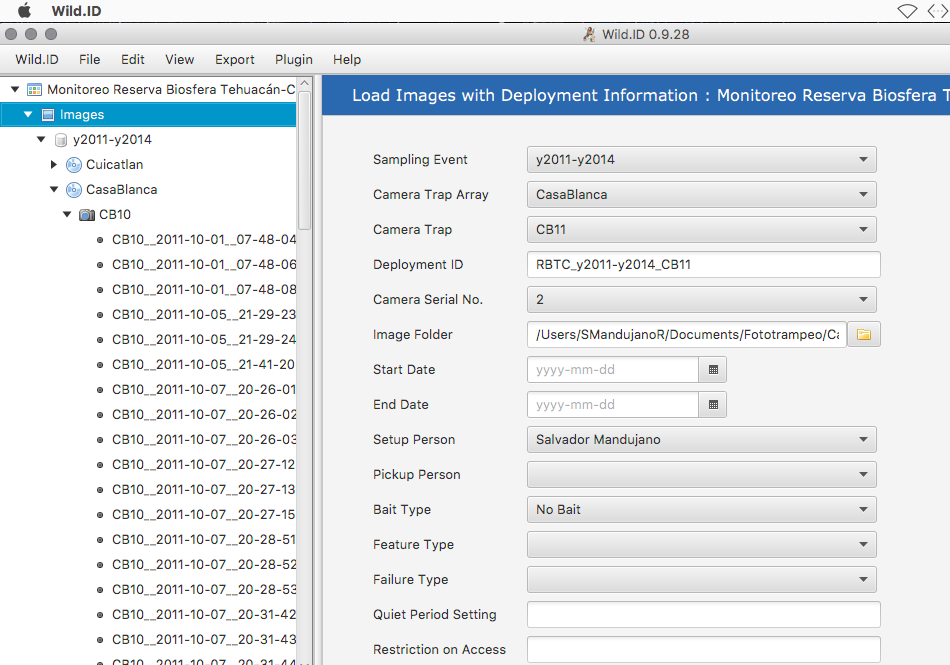 Wild.ID
Wild.ID 0.9.28
Wild.ID File Edit View Export Plugin Help
Monitoreo Reserva Biosfera Tehuacán-C
Images
y2011-y2014
Cuicatlan
CasaBlanca
CB10
CB10__2011-10-01__07-48-04
CB10__2011-10-01__07-48-06
CB10__2011-10-01__07-48-08
CB10__2011-10-05__21-29-23
CB10__2011-10-05__21-29-24
CB10__2011-10-05__21-41-20
CB10__2011-10-07__20-26-01
CB10__2011-10-07__20-26-02
CB10__2011-10-07__20-26-03
CB10__2011-10-07__20-27-12
CB10__2011-10-07__20-27-13
CB10__2011-10-07__20-27-15
CB10__2011-10-07__20-28-51
CB10__2011-10-07__20-28-52
CB10__2011-10-07__20-28-53
CB10__2011-10-07__20-31-42
CB10__2011-10-07__20-31-43
CB10__2011-10-07__20-31-44
Load Images with Deployment Information : Monitoreo Reserva Biosfera T
Sampling Event y2011-y2014
Camera Trap Array CasaBlanca
Camera Trap CB11
Deployment ID RBTC_y2011-y2014_CB11
Camera Serial No. 2
Image Folder /Users/SMandujanoR/Documents/Fototrampeo/Ca
Start Date yyyy-mm-dd
End Date yyyy-mm-dd
Setup Person Salvador Mandujano
Pickup Person
Bait Type No Bait
Feature Type
Failure Type
Quiet Period Setting
Restriction on Access